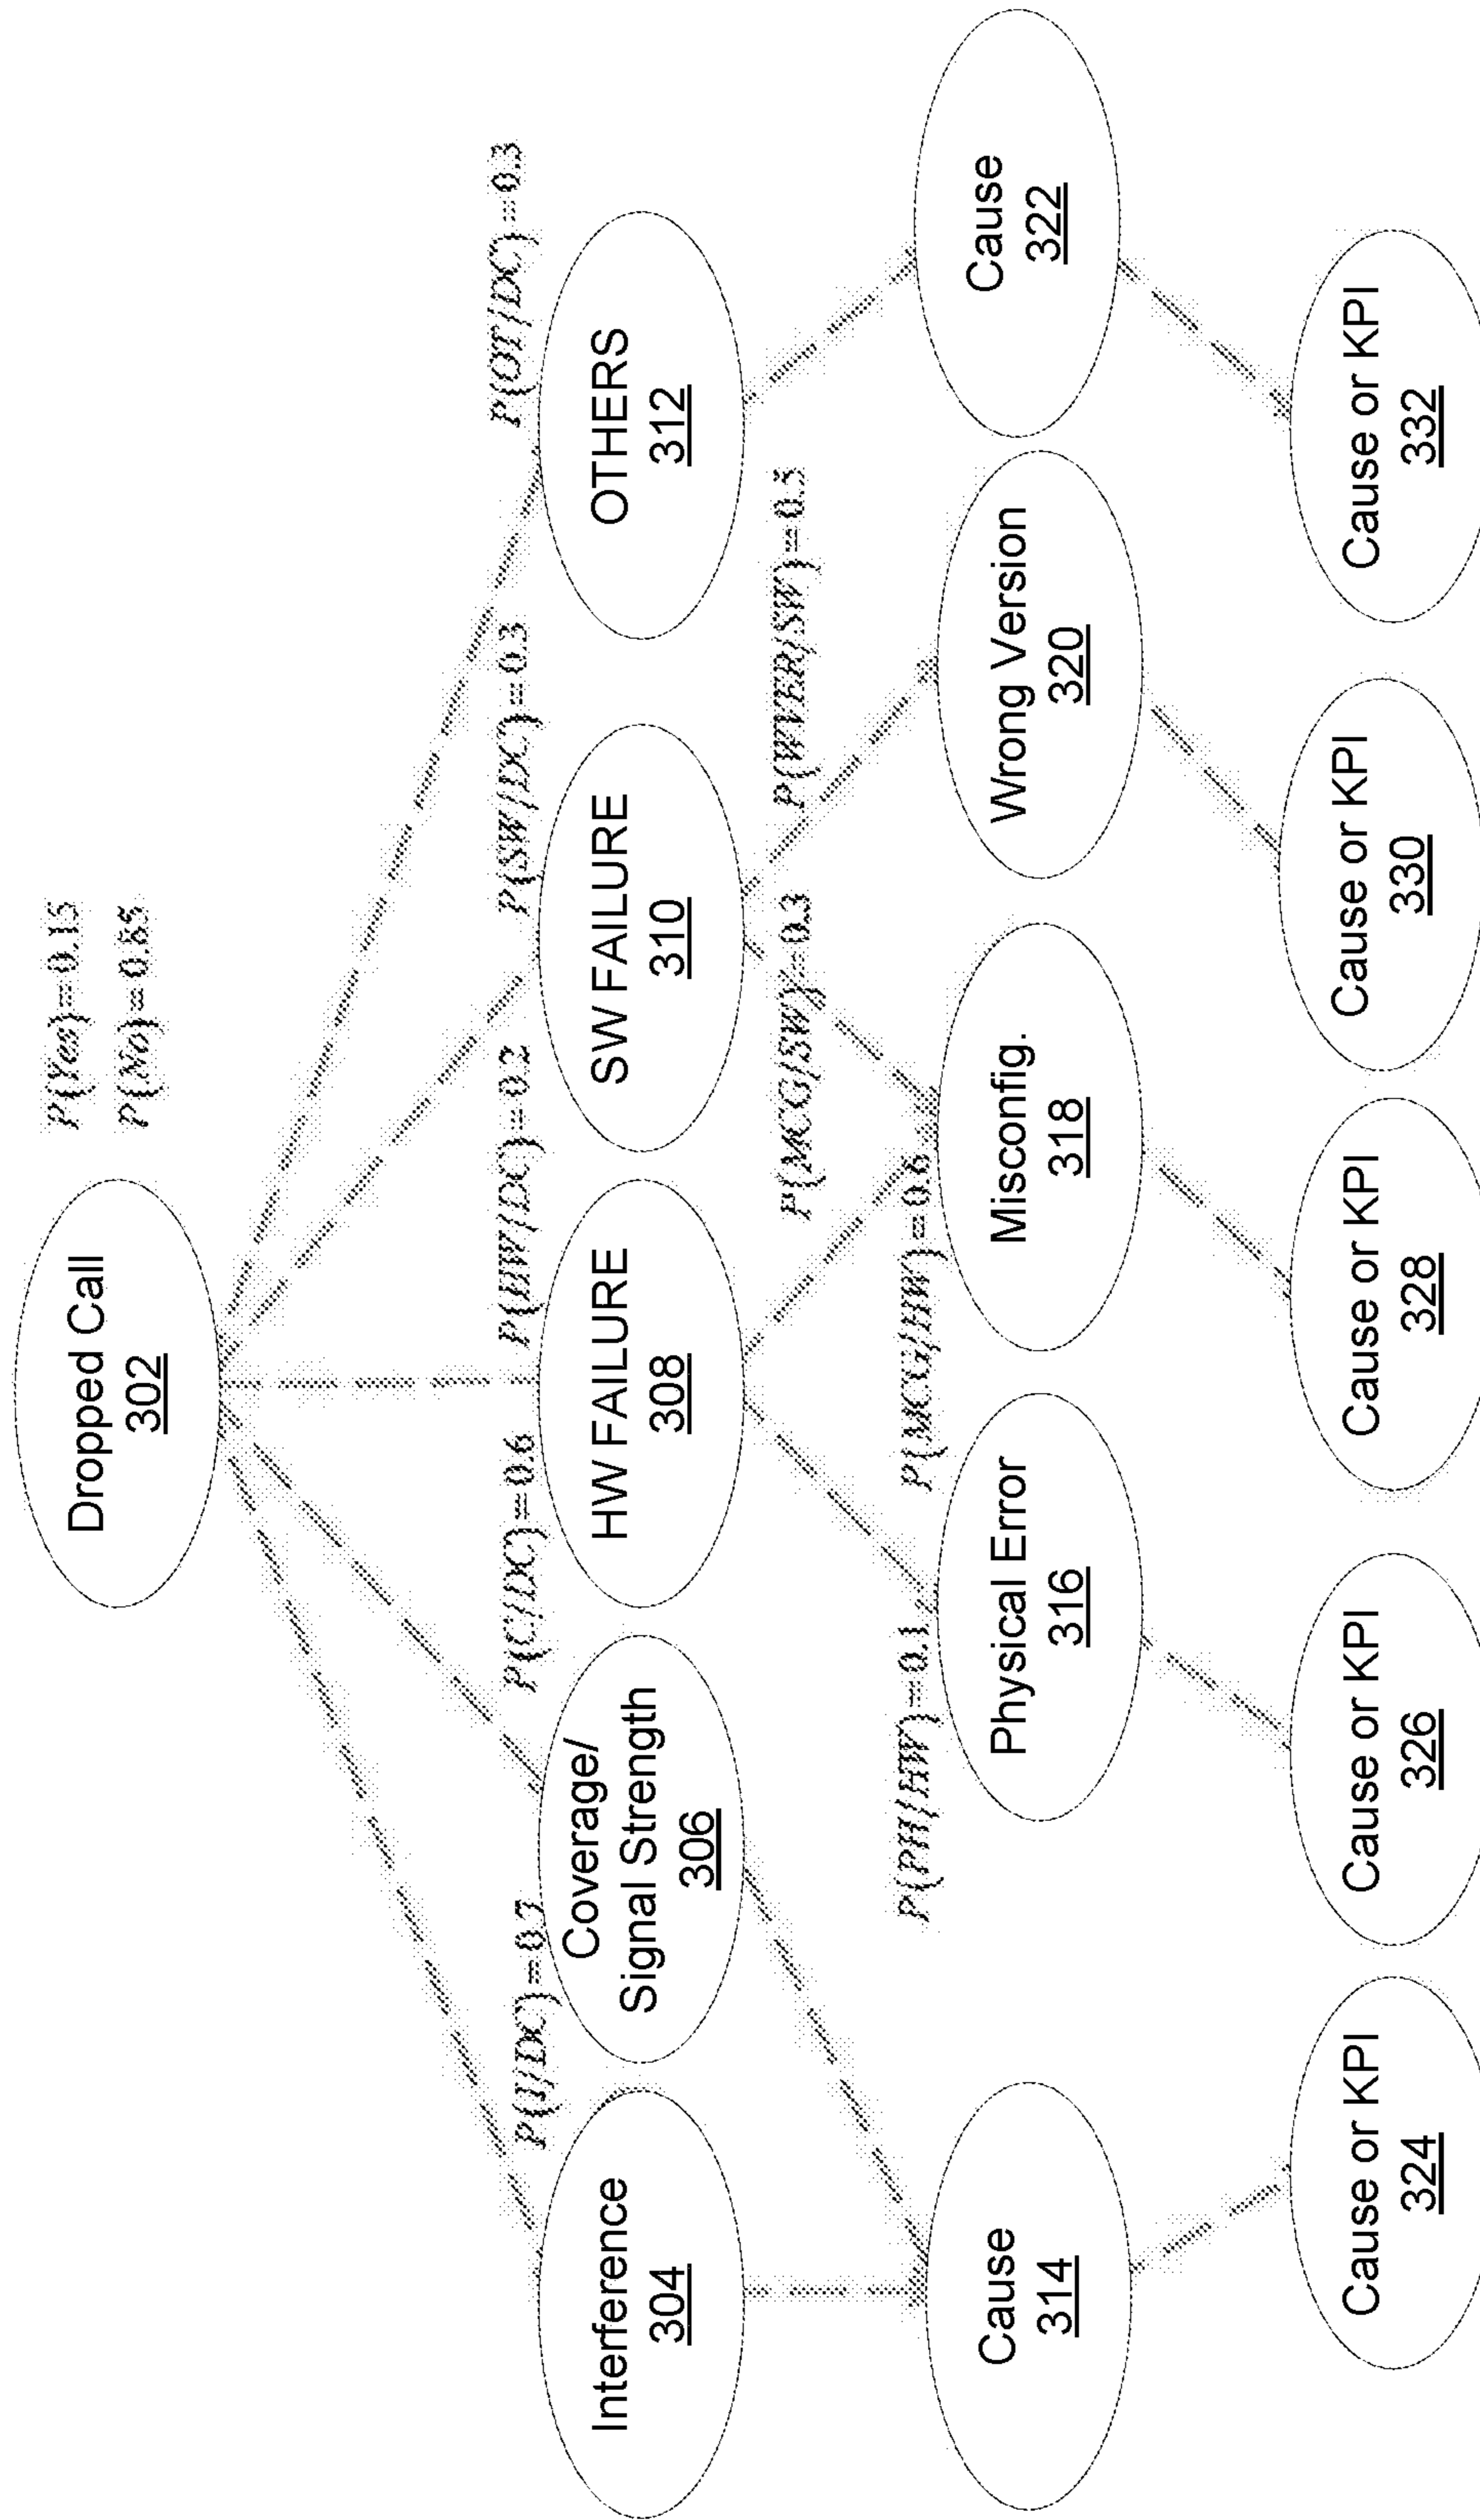 Dropped Call
302
P(Yes)=0.15
P(No)=0.85
P(I/DC)=0.7
P(C/DC)=0.6
P(HW/DC)=0.2
P(SW/DC)=0.3
P(OT/DC)=0.3
Interference
304
Coverage/
Signal Strength
306
HW FAILURE
308
SW FAILURE
310
OTHERS
312
P(PH/HW)=0.1
P(MCG/HW)=0.6
P(MCG/SW)=0.3
P(WVER/SW)=0.5
Cause
314
Physical Error
316
Misconfig.
318
Wrong Version
320
Cause
322
Cause or KPI
324
Cause or KPI
326
Cause or KPI
328
Cause or KPI
330
Cause or KPI
332